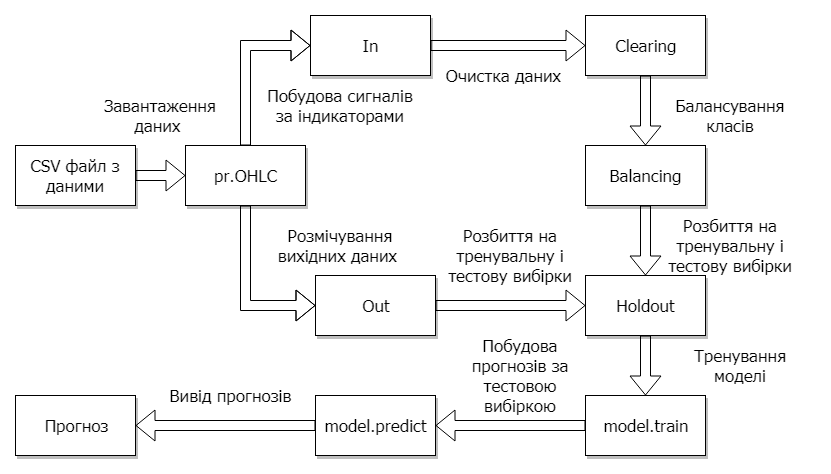 In
Clearing
Очистка даних
Побудова сигналів
за індикаторами
Завантаження
даних
Балансування
класів
CSV файл з
даними
pr.OHLC
Balancing
Розмічування
вихідних даних
Розбиття на
тренувальну і
тестову вибірки
Розбиття на
тренувальну і
тестову вибірки
Out
Holdout
Побудова
прогнозів за
тестовою
вибіркою
Тренування
моделі
Вивід прогнозів
Прогноз
model.predict
model.train